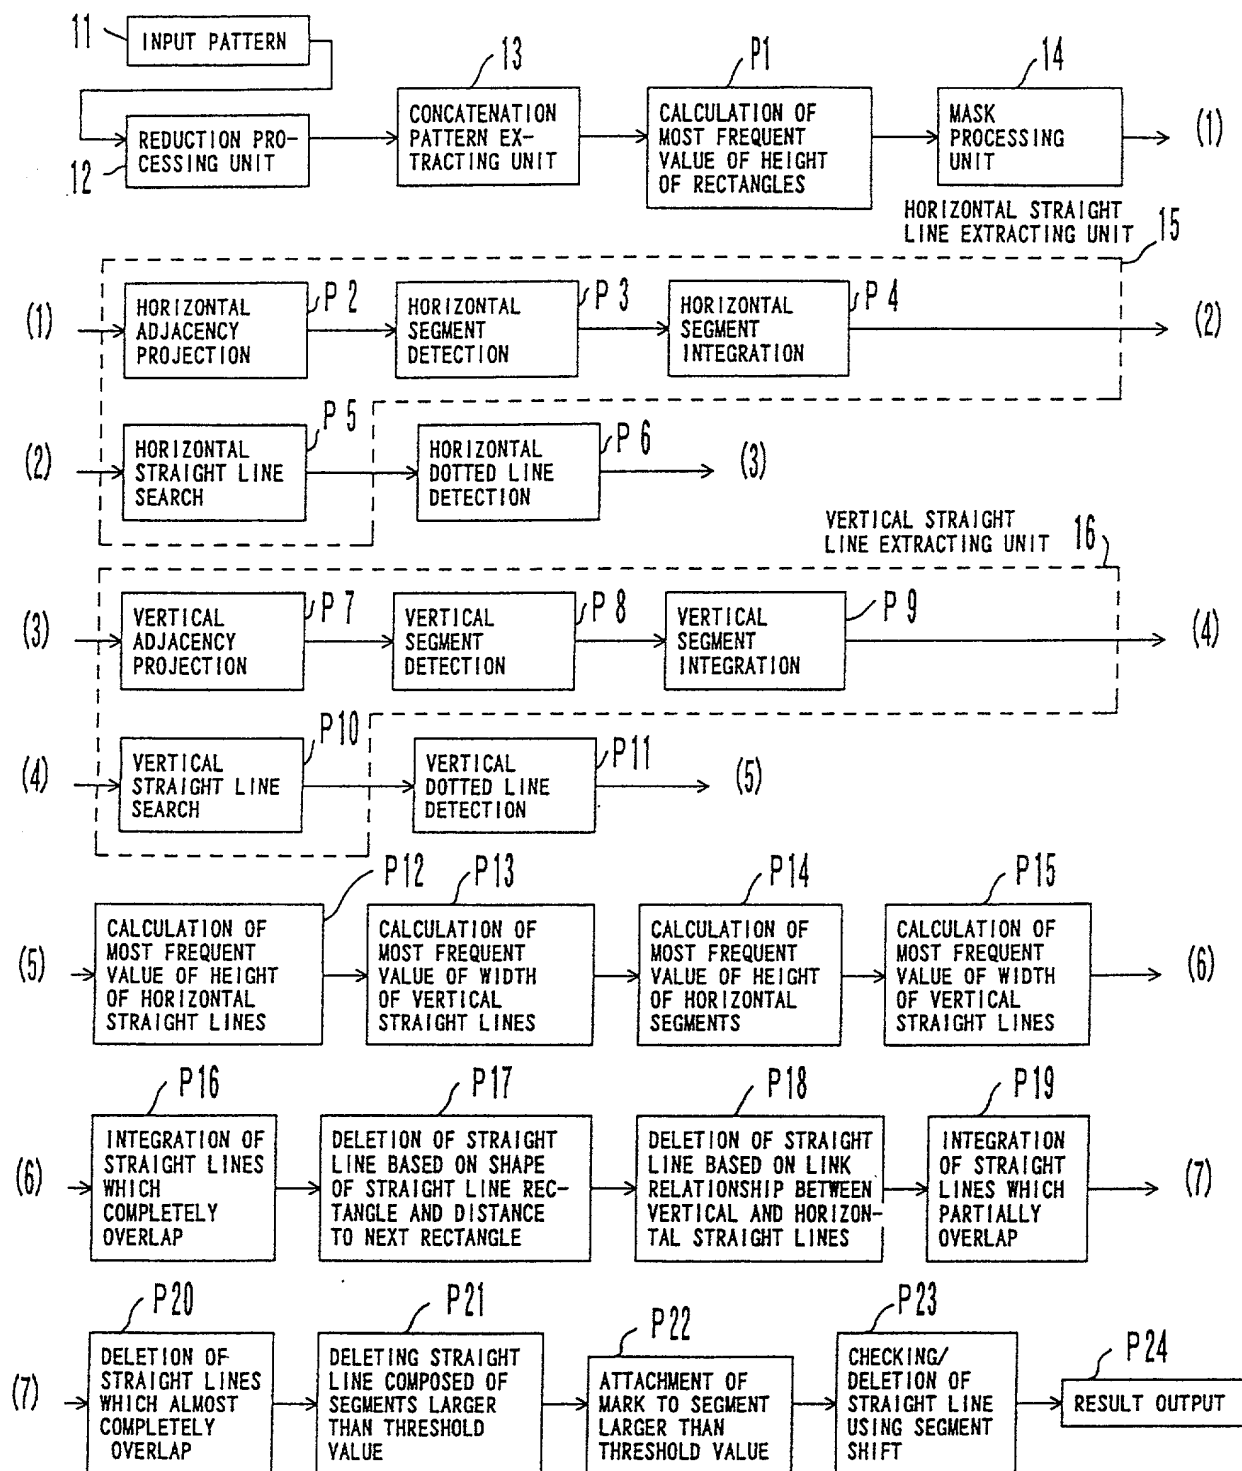 11
INPUT PATTERN
12
REDUCTION PRO-
CESSING UNIT
13
CONCATENATION
PATTERN EX-
TRACTING UNIT
P1
CALCULATION OF
MOST FREQUENT
VALUE OF HEIGHT
OF RECTANGLES
14
MASK
PROCESSING
UNIT
(1)
HORIZONTAL STRAIGHT
LINE EXTRACTING UNIT
15
(1)
HORIZONTAL
ADJACENCY
PROJECTION
P 2
HORIZONTAL
SEGMENT
DETECTION
P 3
HORIZONTAL
SEGMENT
INTEGRATION
P 4
(2)
(2)
HORIZONTAL
STRAIGHT LINE
SEARCH
P 5
HORIZONTAL
DOTTED LINE
DETECTION
P 6
(3)
VERTICAL STRAIGHT
LINE EXTRACTING UNIT
16
(3)
VERTICAL
ADJACENCY
PROJECTION
P 7
VERTICAL
SEGMENT
DETECTION
P 8
VERTICAL
SEGMENT
INTEGRATION
P 9
(4)
(4)
VERTICAL
STRAIGHT LINE
SEARCH
P10
VERTICAL
DOTTED LINE
DETECTION
P11
(5)
(5)
P12
CALCULATION OF
MOST FREQUENT
VALUE OF HEIGHT
OF HORIZONTAL
STRAIGHT LINES
P13
CALCULATION OF
MOST FREQUENT
VALUE OF WIDTH
OF VERTICAL
STRAIGHT LINES
P14
CALCULATION OF
MOST FREQUENT
VALUE OF HEIGHT
OF HORIZONTAL
SEGMENTS
P15
CALCULATION OF
MOST FREQUENT
VALUE OF WIDTH
OF VERTICAL
STRAIGHT LINES
(6)
(6)
P16
INTEGRATION OF
STRAIGHT LINES
WHICH
COMPLETELY
OVERLAP
P17
DELETION OF STRAIGHT
LINE BASED ON SHAPE
OF STRAIGHT LINE REC-
TANGLE AND DISTANCE
TO NEXT RECTANGLE
P18
DELETION OF STRAIGHT
LINE BASED ON LINK
RELATIONSHIP BETWEEN
VERTICAL AND HORIZON-
TAL STRAIGHT LINES
P19
INTEGRATION
OF STRAIGHT
LINES WHICH
PARTIALLY
OVERLAP
(7)
(7)
P20
DELETION OF
STRAIGHT LINES
WHICH ALMOST
COMPLETELY
OVERLAP
P21
DELETING STRAIGHT
LINE COMPOSED OF
SEGMENTS LARGER
THAN THRESHOLD
VALUE
P22
ATTACHMENT OF
MARK TO SEGMENT
LARGER THAN
THRESHOLD VALUE
P23
CHECKING/
DELETION OF
STRAIGHT LINE
USING SEGMENT
SHIFT
P24
RESULT OUTPUT